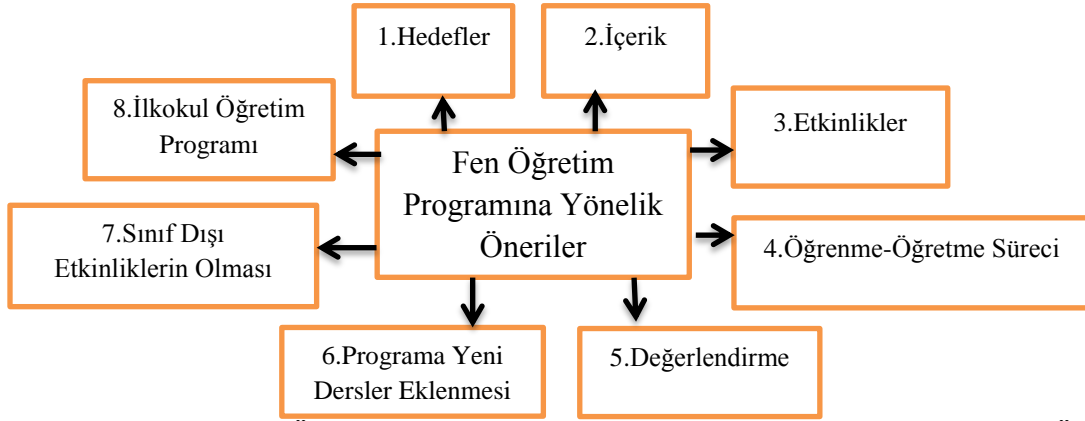 1.Hedefler
2.İçerik
3.Etkinlikler
4.Öğrenme-Öğretme Süreci
5.Değerlendirme
6.Programa Yeni
Dersler Eklenmesi
7.Sınıf Dışı
Etkinliklerin Olması
8.İlkokul Öğretim
Programı
Fen Öğretim
Programına Yönelik
Öneriler